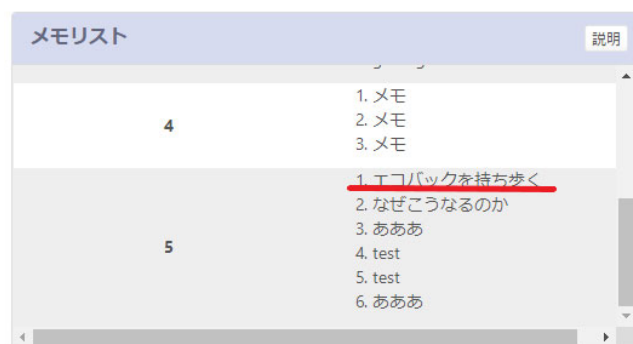 メモリスト
説明
4
1. メモ
2. メモ
3. メモ
5
1. エコバックを持ち歩く
2. なぜこうなるのか
3. あああ
4. test
5. test
6. あああ